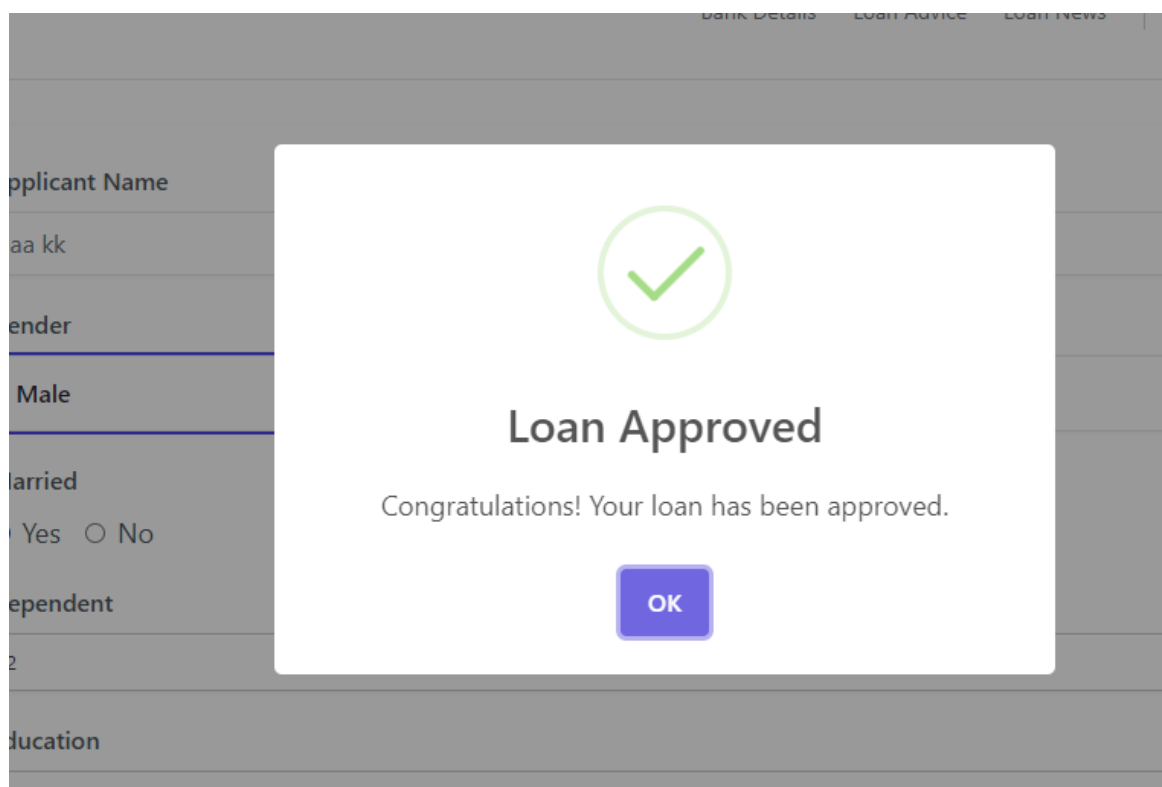 Bank Details Loan Advice Loan News
pplicant Name
aa kk
ender
Male
larried
Yes No
ependent
2
ducation
Loan Approved
Congratulations! Your loan has been approved.
OK